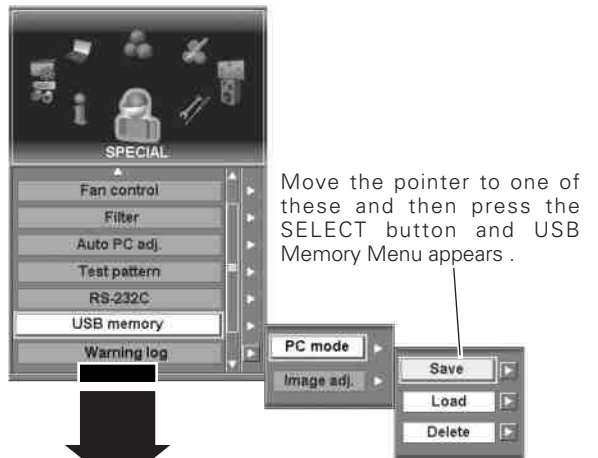 SPECIAL
Fan control
Filter
Auto PC adj.
Test pattern
RS-232C
USB memory
Warning log
Move the pointer to one of
these and then press the
SELECT button and USB
Memory Menu appears .
PC mode
Image adj.
Save
Load
Delete